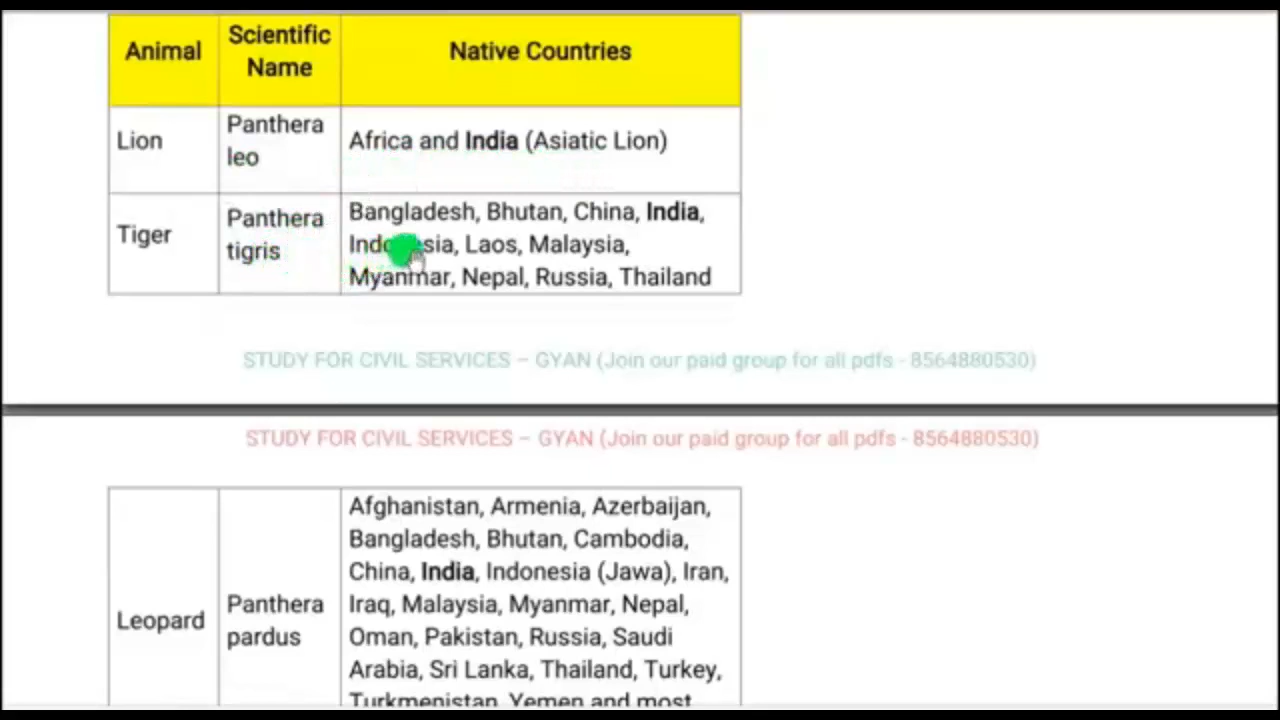 Animal
Scientific
Name
Native Countries
Lion
Panthera
leo
Africa and India (Asiatic Lion)
Tiger
Panthera
tigris
Bangladesh, Bhutan, China, India,
Indonesia, Laos, Malaysia,
Myanmar, Nepal, Russia, Thailand
STUDY FOR CIVIL SERVICES – GYAN (Join our paid group for all pdfs - 8564880530)
STUDY FOR CIVIL SERVICES – GYAN (Join our paid group for all pdfs - 8564880530)
Leopard
Panthera
pardus
Afghanistan, Armenia, Azerbaijan,
Bangladesh, Bhutan, Cambodia,
China, India, Indonesia (Jawa), Iran,
Iraq, Malaysia, Myanmar, Nepal,
Oman, Pakistan, Russia, Saudi
Arabia, Sri Lanka, Thailand, Turkey,
Turkmenistan, Yemen and most